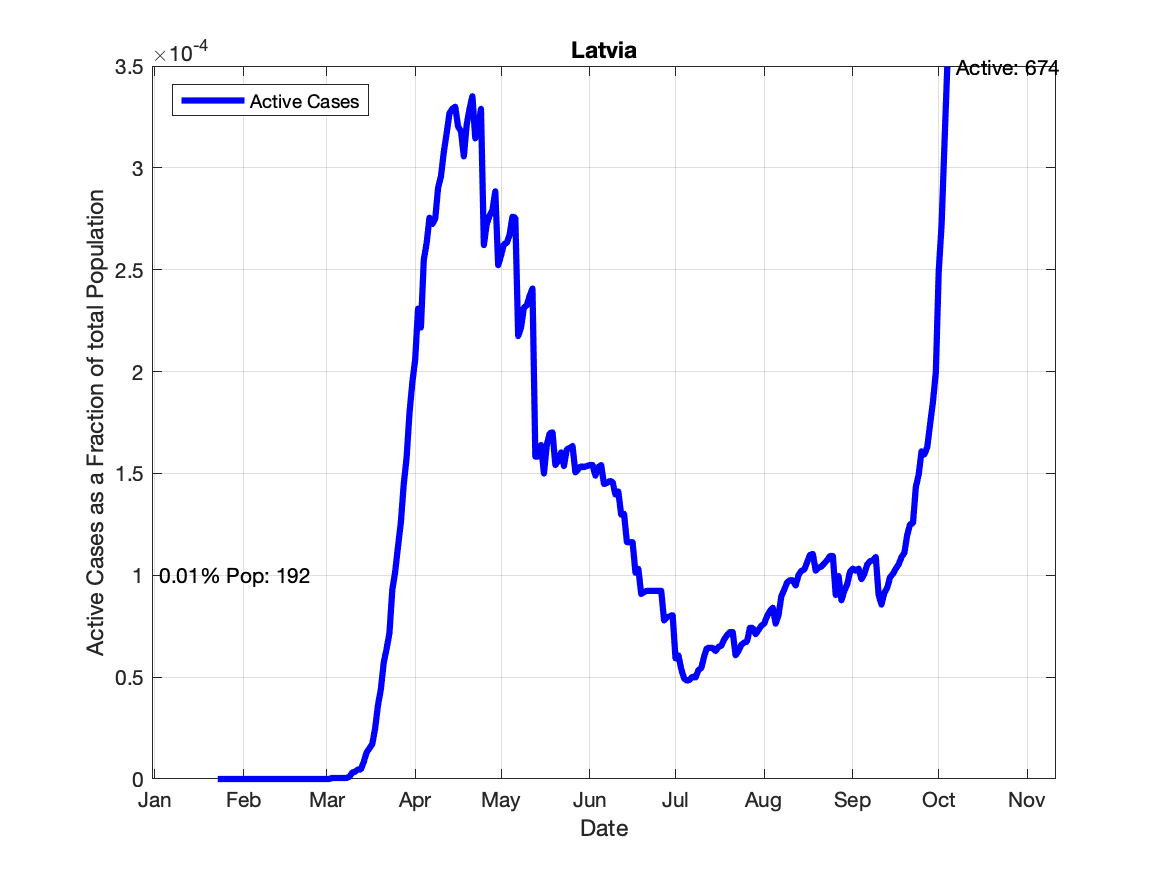 Latvia
×10-4
3.5
3
2.5
2
1.5
1
0.5
0
Active Cases as a Fraction of total Population
Active Cases
Active: 674
0.01% Pop: 192
Jan Feb Mar Apr May Jun Jul Aug Sep Oct Nov
Date